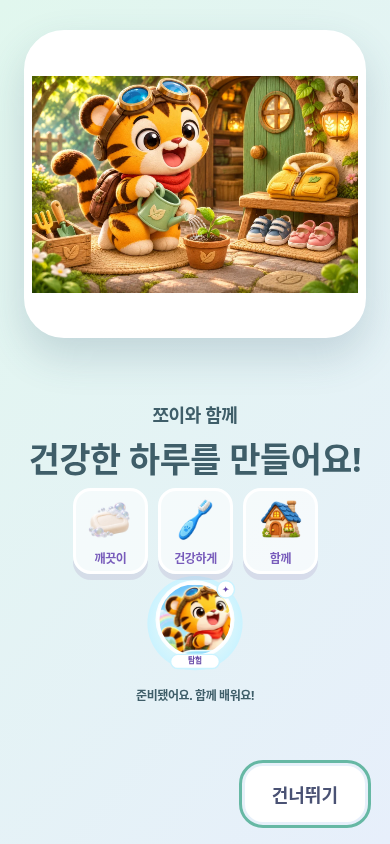 쪼이와 함께
건강한 하루를 만들어요!
깨끗이 건강하게 함께
탐험
준비됐어요. 함께 배워요!
건너뛰기